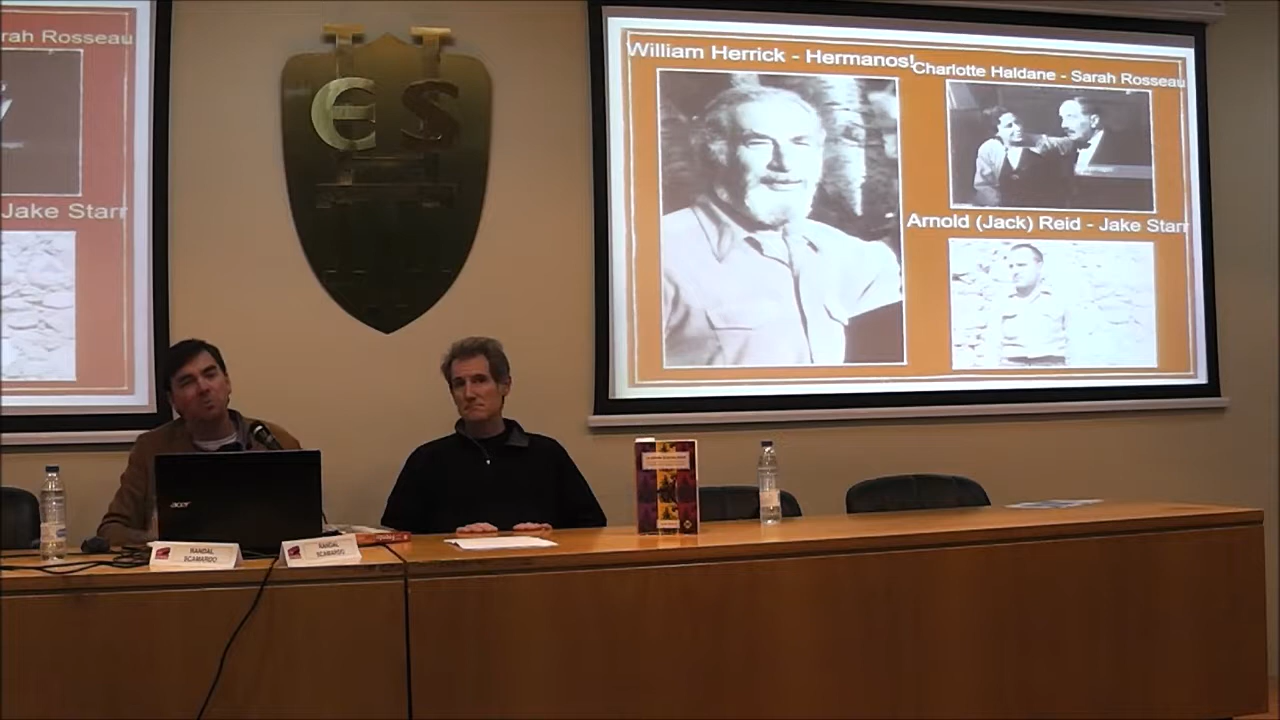 rah Rosseau
Jake Starr
ES
William Herrick - Hermanos!
Charlotte Haldane - Sarah Rosseau
Arnold (Jack) Reid - Jake Starr
acer
RANDAL
SCAMARDO
RANDAL
SCAMARDO